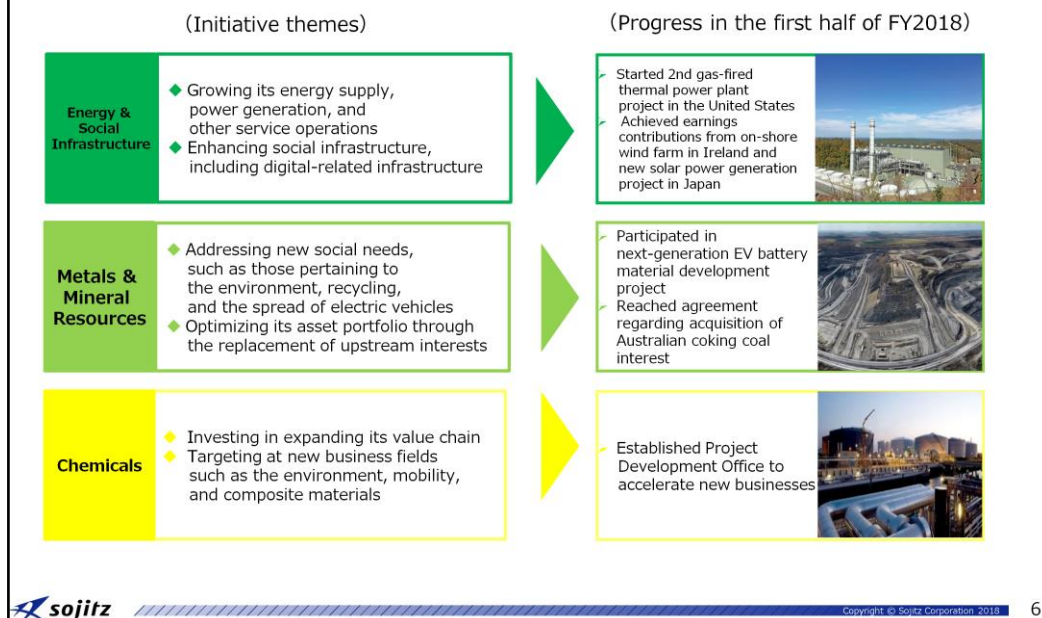 (Initiative themes)
(Progress in the first half of FY2018)
Energy &
Social
Infrastructure
◆ Growing its energy supply,
power generation, and
other service operations
◆ Enhancing social infrastructure,
including digital-related infrastructure
Started 2nd gas-fired
thermal power plant
project in the United States
Achieved earnings
contributions from on-shore
wind farm in Ireland and
new solar power generation
project in Japan
Metals &
Mineral
Resources
◆ Addressing new social needs,
such as those pertaining to
the environment, recycling,
and the spread of electric vehicles
◆ Optimizing its asset portfolio through
the replacement of upstream interests
Participated in
next-generation EV battery
material development
project
Reached agreement
regarding acquisition of
Australian coking coal
interest
Chemicals
◆ Investing in expanding its value chain
◆ Targeting at new business fields
such as the environment, mobility,
and composite materials
Established Project
Development Office to
accelerate new businesses
sojitz
Copyright © Sojitz Corporation 2018
6